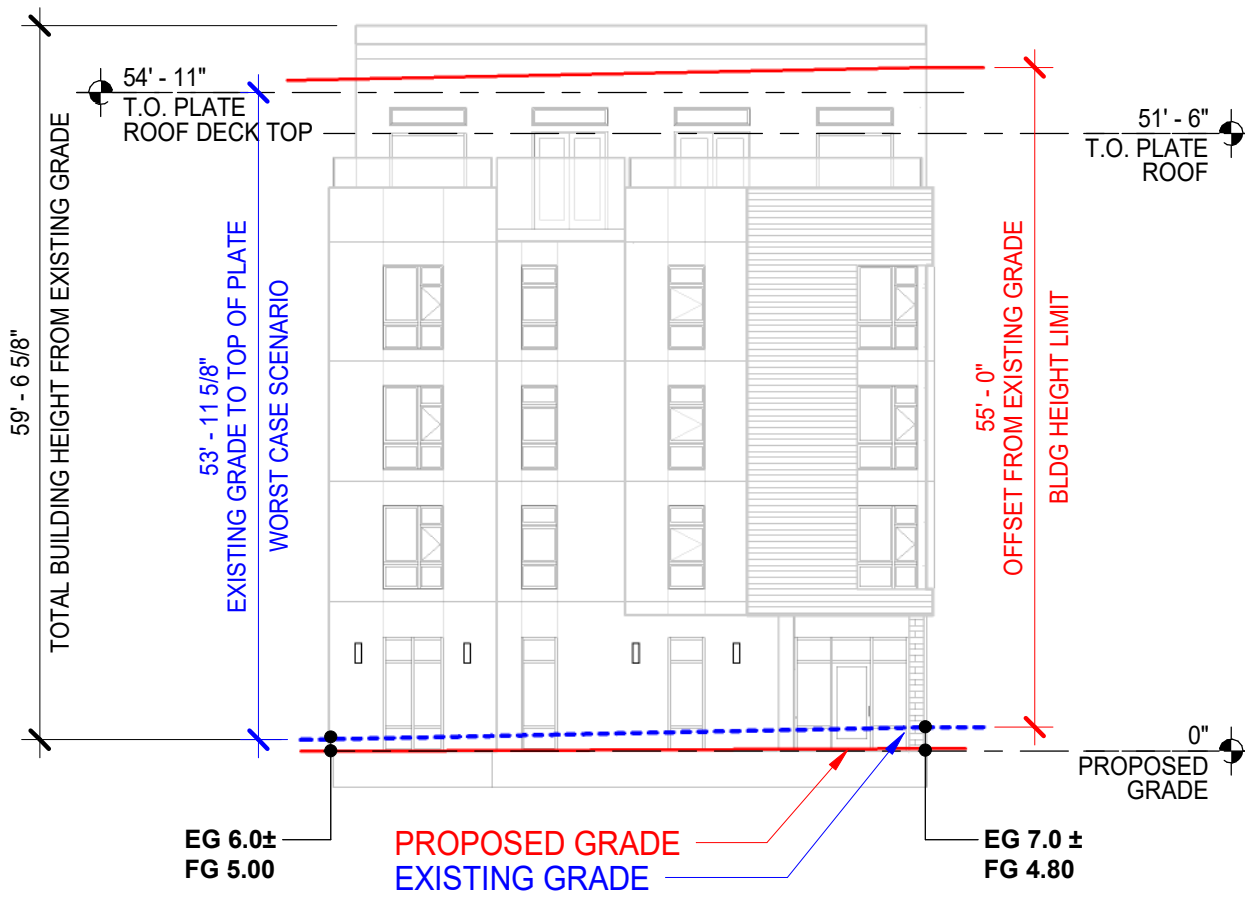 54' - 11"
T.O. PLATE
ROOF DECK TOP
51' - 6"
T.O. PLATE
ROOF
59' - 6 5/8"
TOTAL BUILDING HEIGHT FROM EXISTING GRADE
53' - 11 5/8"
EXISTING GRADE TO TOP OF PLATE
WORST CASE SCENARIO
55' - 0"
OFFSET FROM EXISTING GRADE
BLDG HEIGHT LIMIT
0"
PROPOSED
GRADE
EG 6.0±
FG 5.00
PROPOSED GRADE
EXISTING GRADE
EG 7.0 ±
FG 4.80